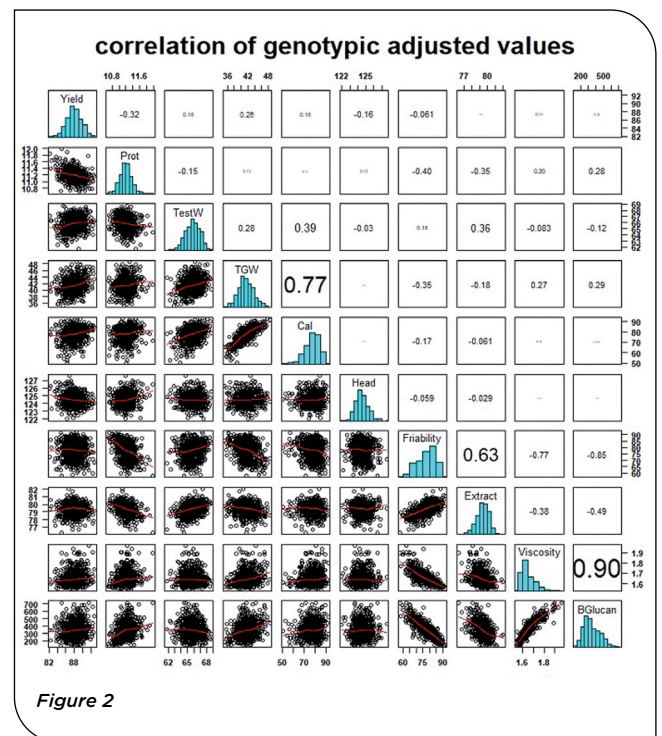 correlation of genotypic adjusted values
10.8 11.6 36 42 48 122 125 77 80 200 500
Yield -0.32 0.18 0.26 0.18 -0.16 -0.061 92 90 88 86 84 82
12.0 11.8 11.6 11.4 11.2 11.0 10.8 Prot -0.15 -0.40 -0.35 0.20 0.28
TestW 0.28 0.39 -0.03 0.18 0.36 -0.083 -0.12 69 68 67 66 65 64 63 62
48 46 44 42 40 38 36 TGW 0.77 -0.35 -0.18 0.27 0.29
Cal -0.17 -0.061 90 80 70 60 50
127 126 125 124 123 122 Head -0.059 -0.029
Friability 0.63 -0.77 -0.85 90 85 80 75 70 65 60
82 81 80 79 78 77 Extract -0.38 -0.49
Viscosity 0.90 1.9 1.8 1.7 1.6
700 600 500 400 300 200 BGlucan
82 88 62 65 68 50 70 90 60 75 90 1.6 1.8
Figure 2